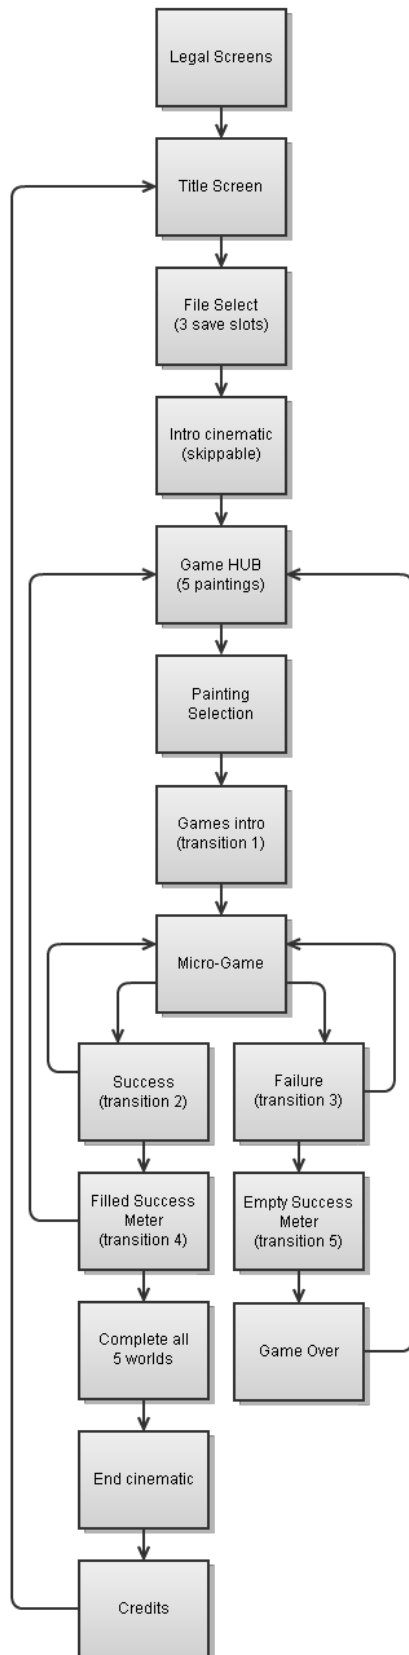 Legal Screens
Title Screen
File Select
(3 save slots)
Intro cinematic
(skippable)
Game HUB
(5 paintings)
Painting
Selection
Games intro
(transition 1)
Micro-Game
Success
(transition 2)
Failure
(transition 3)
Filled Success
Meter
(transition 4)
Empty Success
Meter
(transition 5)
Complete all
5 worlds
Game Over
End cinematic
Credits